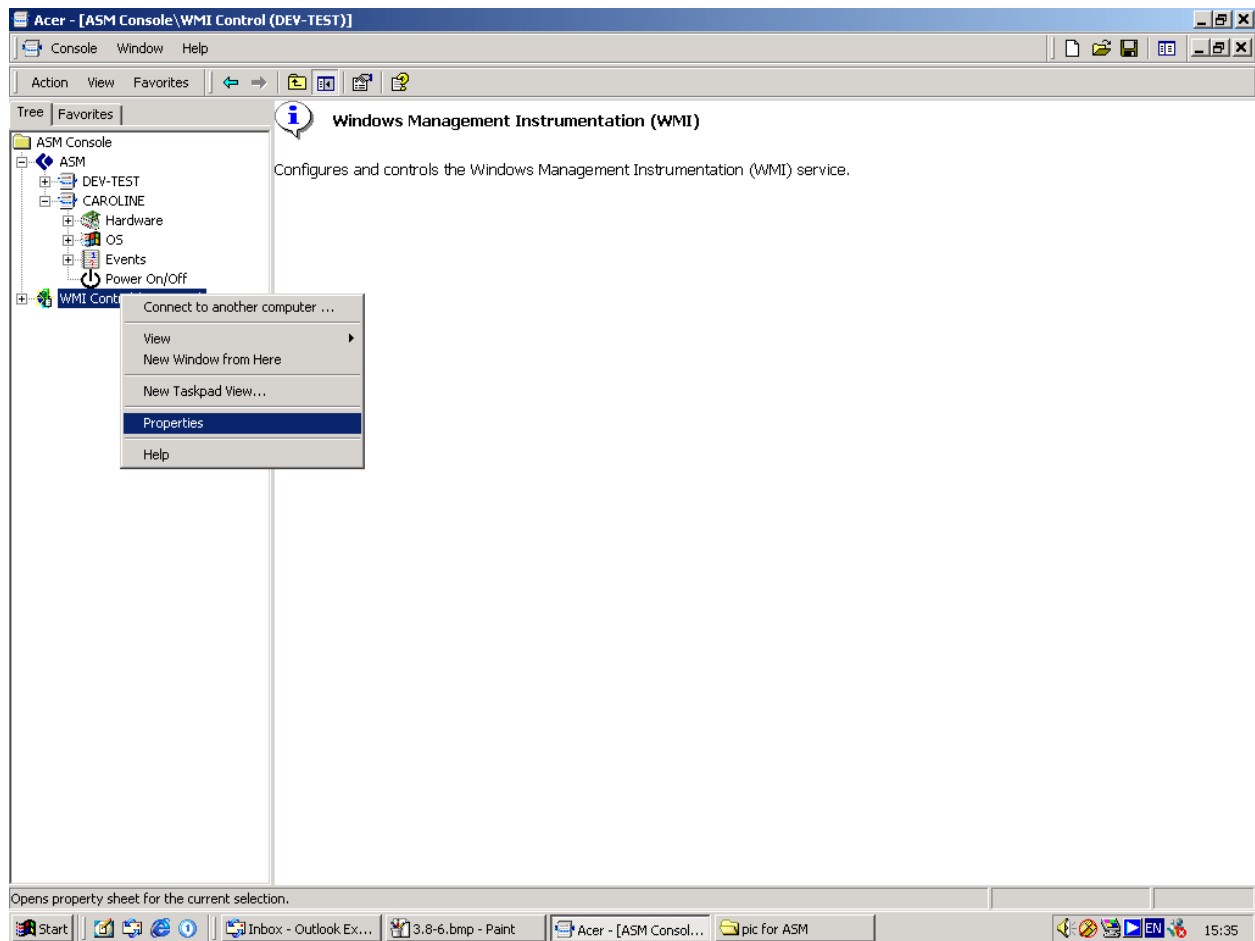 Acer - [ASM Console\WMI Control (DEV-TEST)]
Console Window Help
Action View Favorites
Tree Favorites
ASM Console
ASM
DEV-TEST
CAROLINE
Hardware
OS
Events
Power On/Off
WMI Cont
Windows Management Instrumentation (WMI)
Configures and controls the Windows Management Instrumentation (WMI) service.
Connect to another computer ...
View
New Window from Here
New Taskpad View...
Properties
Help
Opens property sheet for the current selection.
Start Inbox - Outlook Ex... 3.8-6.bmp - Paint Acer - [ASM Consol... pic for ASM EN 15:35